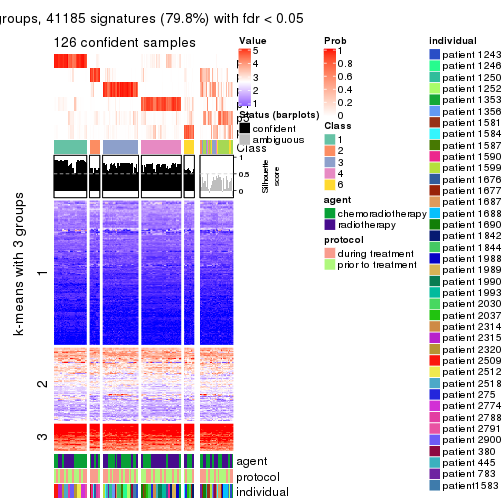 groups, 41185 signatures (79.8%) with fdr < 0.05
126 confident samples
k-means with 3 groups
1
2
3
Class
1
0.5
0
Silhouette
score
agent
protocol
individual
Value
5
4
3
2
1
Status (barplots)
confident
ambiguous
Prob
1
0.8
0.6
0.4
0.2
0
Class
1
2
3
4
6
agent
chemoradiotherapy
radiotherapy
protocol
during treatment
prior to treatment
individual
patient 1243
patient 1246
patient 1250
patient 1252
patient 1353
patient 1356
patient 1581
patient 1584
patient 1587
patient 1590
patient 1599
patient 1676
patient 1677
patient 1687
patient 1688
patient 1690
patient 1842
patient 1844
patient 1988
patient 1989
patient 1990
patient 1993
patient 2030
patient 2037
patient 2314
patient 2315
patient 2320
patient 2509
patient 2512
patient 2518
patient 275
patient 2774
patient 2788
patient 2791
patient 2900
patient 380
patient 445
patient 783
patient1583